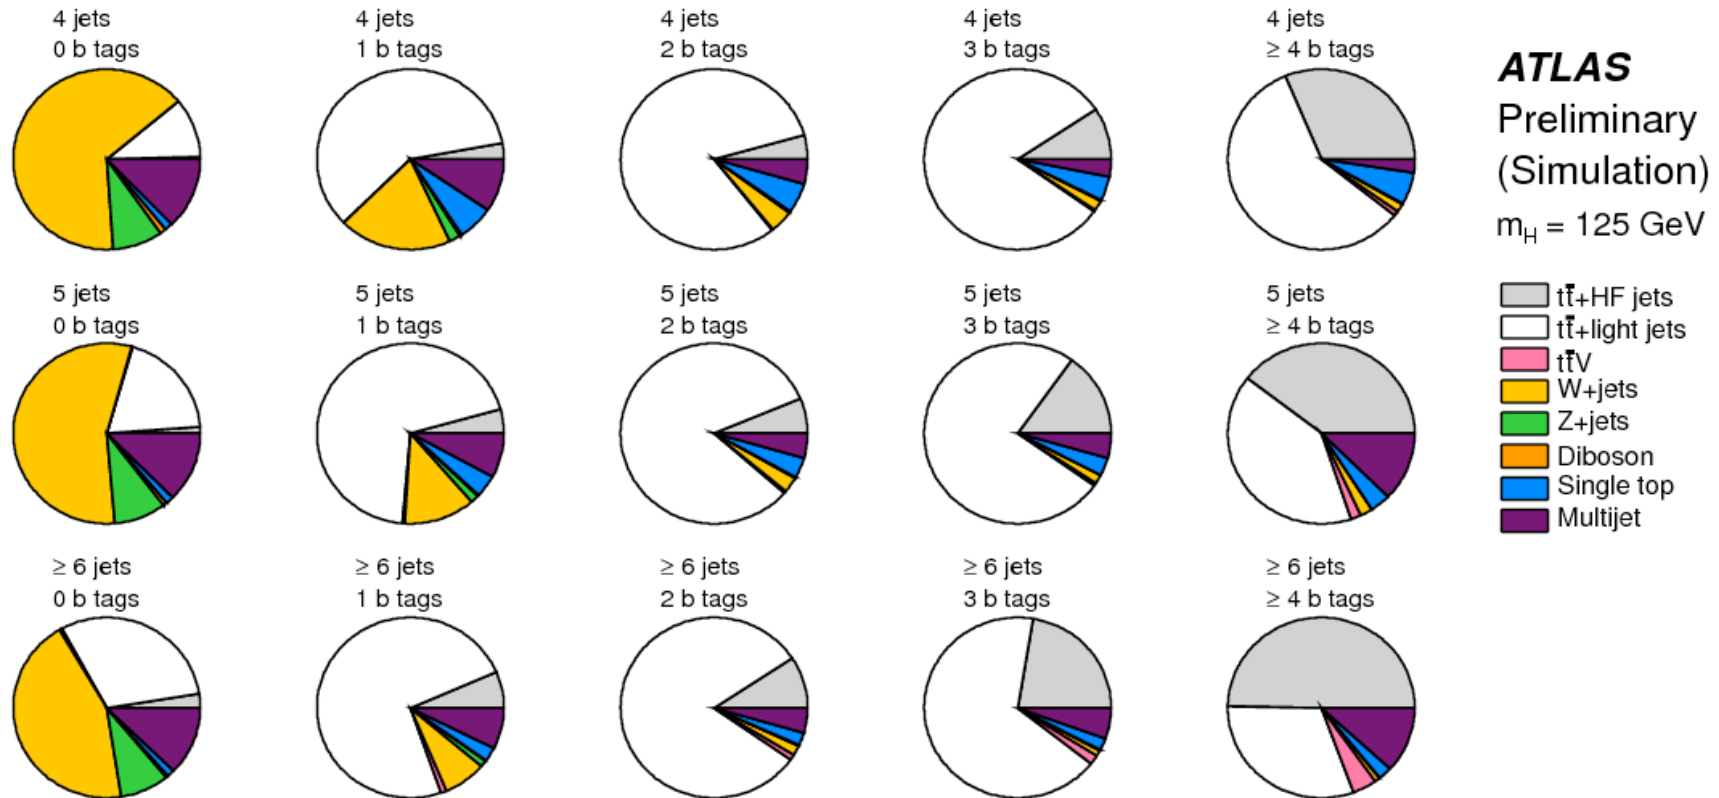 4 jets
0 b tags
4 jets
1 b tags
4 jets
2 b tags
4 jets
3 b tags
4 jets
≥ 4 b tags
ATLAS
Preliminary
(Simulation)
m_H = 125 GeV
tt̄+HF jets
tt̄+light jets
tt̄V
W+jets
Z+jets
Diboson
Single top
Multijet
5 jets
0 b tags
5 jets
1 b tags
5 jets
2 b tags
5 jets
3 b tags
5 jets
≥ 4 b tags
≥ 6 jets
0 b tags
≥ 6 jets
1 b tags
≥ 6 jets
2 b tags
≥ 6 jets
3 b tags
≥ 6 jets
≥ 4 b tags